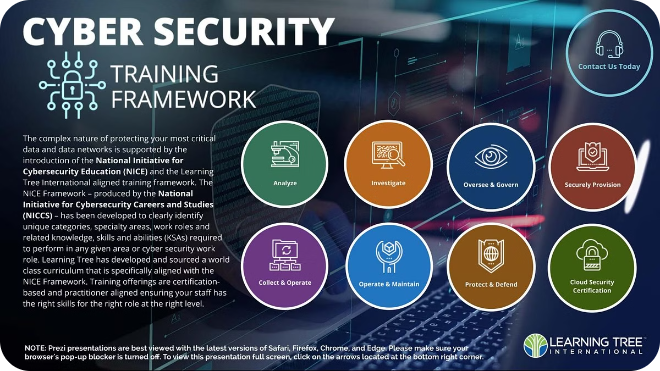 CYBER SECURITY
TRAINING
FRAMEWORK
Contact Us Today
The complex nature of protecting your most critical
data and data networks is supported by the
introduction of the National Initiative for
Cybersecurity Education (NICE) and the Learning
Tree International aligned training framework. The
NICE Framework – produced by the National
Initiative for Cybersecurity Careers and Studies
(NICCS) – has been developed to clearly identify
unique categories, specialty areas, work roles and
related knowledge, skills and abilities (KSAs) required
to perform in any given area or cyber security work
role. Learning Tree has developed and sourced a world
class curriculum that is specifically aligned with the
NICE Framework. Training offerings are certification-
based and practitioner aligned ensuring your staff has
the right skills for the right role at the right level.
Analyze
Investigate
Oversee & Govern
Securely Provision
Collect & Operate
Operate & Maintain
Protect & Defend
Cloud Security
Certification
NOTE: Prezi presentations are best viewed with the latest versions of Safari, Firefox, Chrome, and Edge. Please make sure your
browser's pop-up blocker is turned off. To view this presentation full screen, click on the arrows located at the bottom right corner.
LEARNING TREE
INTERNATIONAL